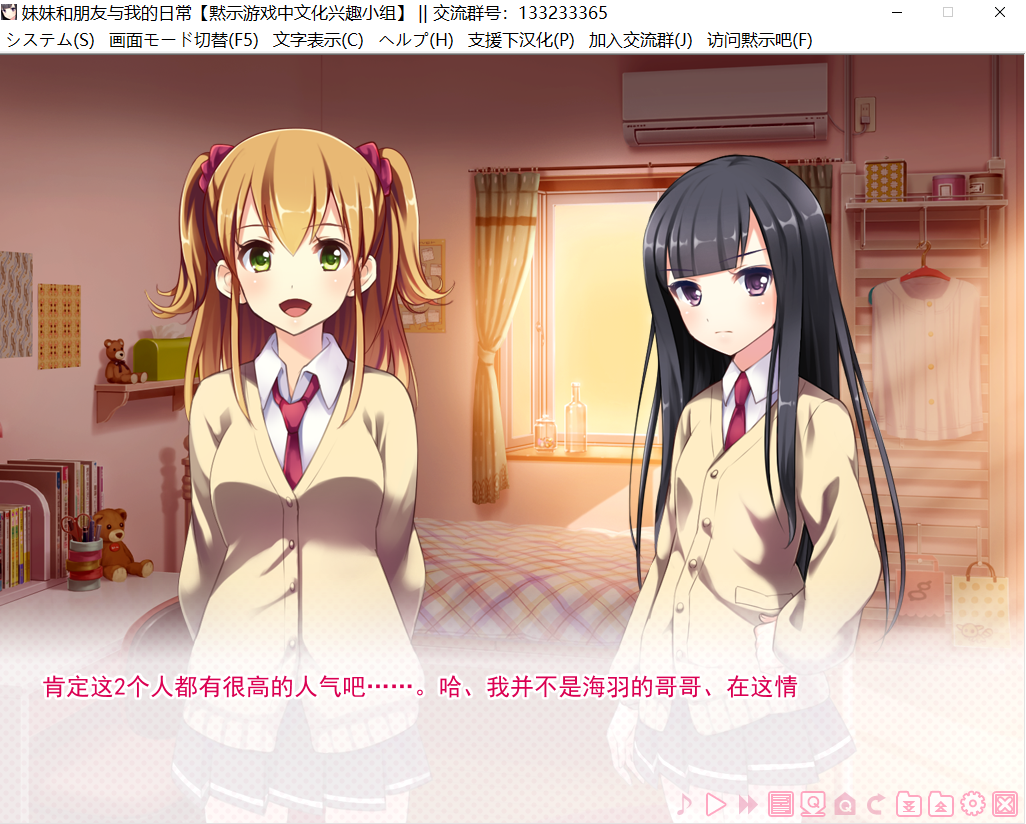 妹妹和朋友与我的日常【黙示游戏中文化兴趣小组】 || 交流群号：133233365
システム(S) 画面モード切替(F5) 文字表示(C) ヘルプ(H) 支援下汉化(P) 加入交流群(J) 访问黙示吧(F)
肯定这2个人都有很高的人气吧……。哈、我并不是海羽的哥哥、在这情